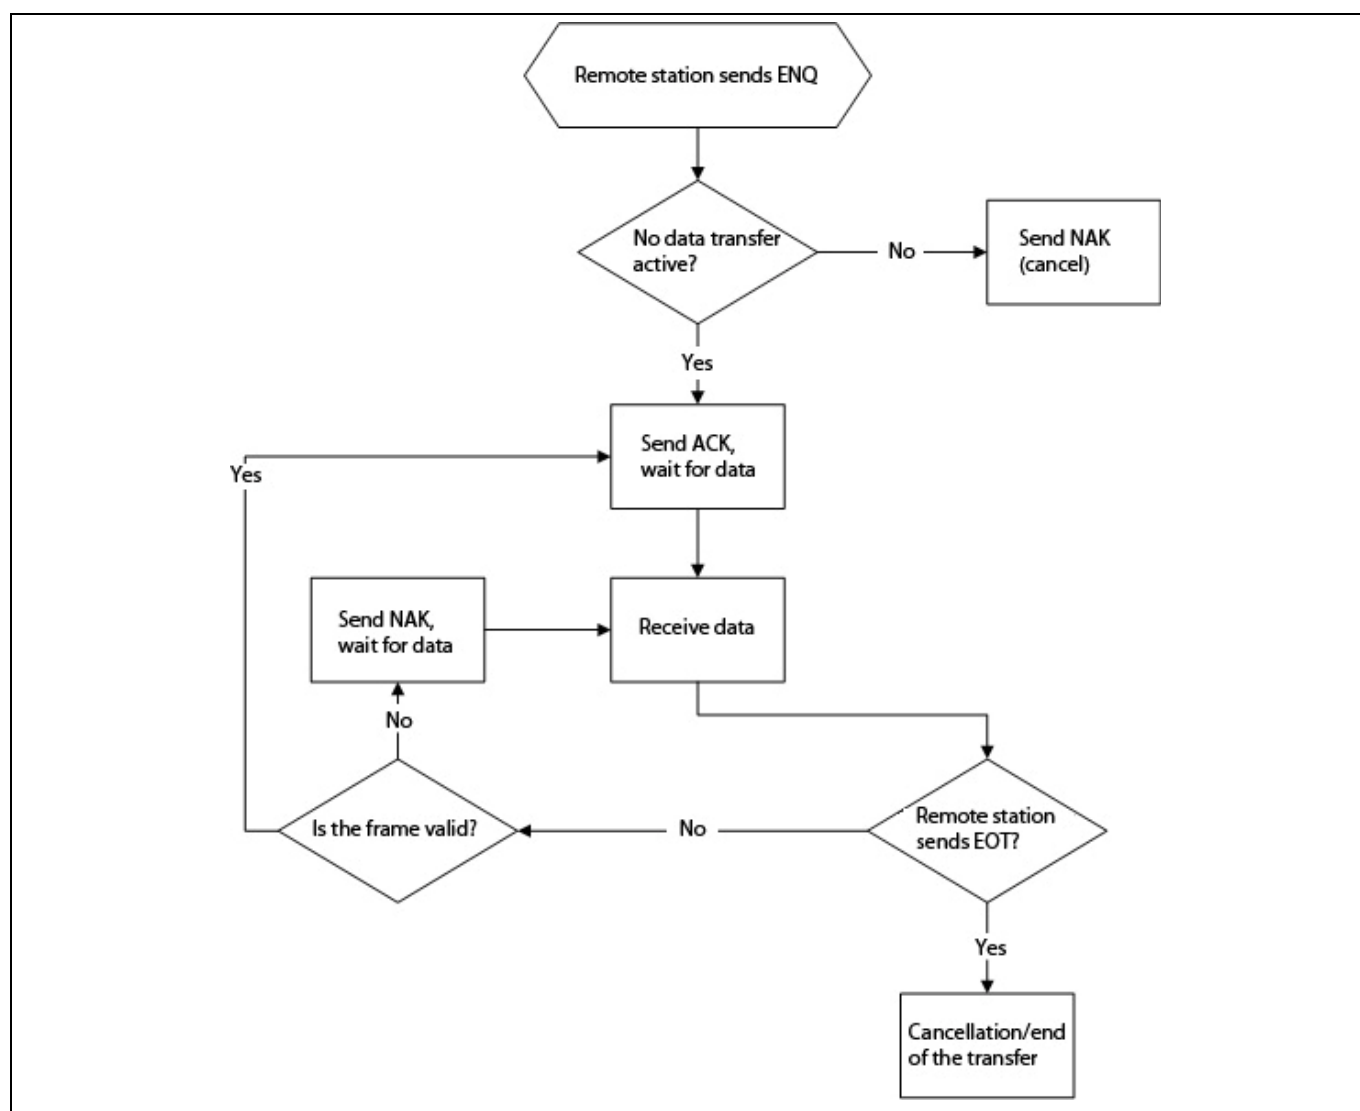 Remote station sends ENQ
No data transfer
active?
No
Send NAK
(cancel)
Yes
Send ACK,
wait for data
Yes
Send NAK,
wait for data
Receive data
No
Is the frame valid?
No
Remote station
sends EOT?
Yes
Cancellation/end
of the transfer